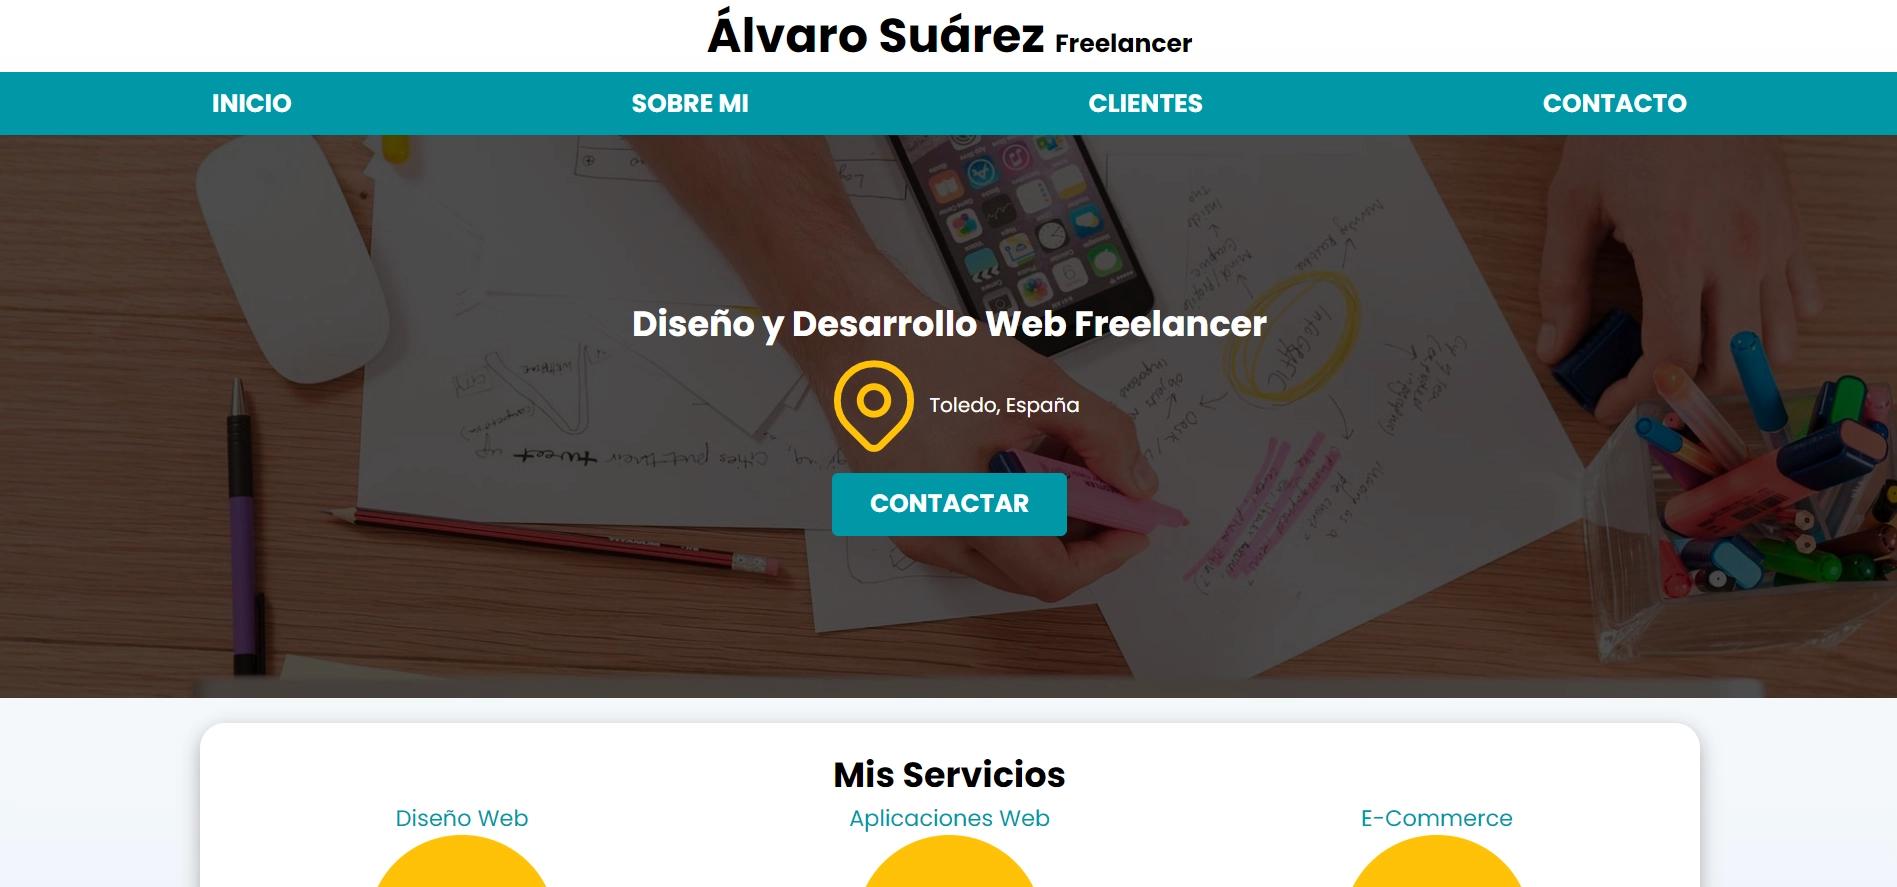 Álvaro Suárez Freelancer
INICIO SOBRE MI CLIENTES CONTACTO
Diseño y Desarrollo Web Freelancer
Toledo, España
CONTACTAR
Mis Servicios
Diseño Web Aplicaciones Web E-Commerce